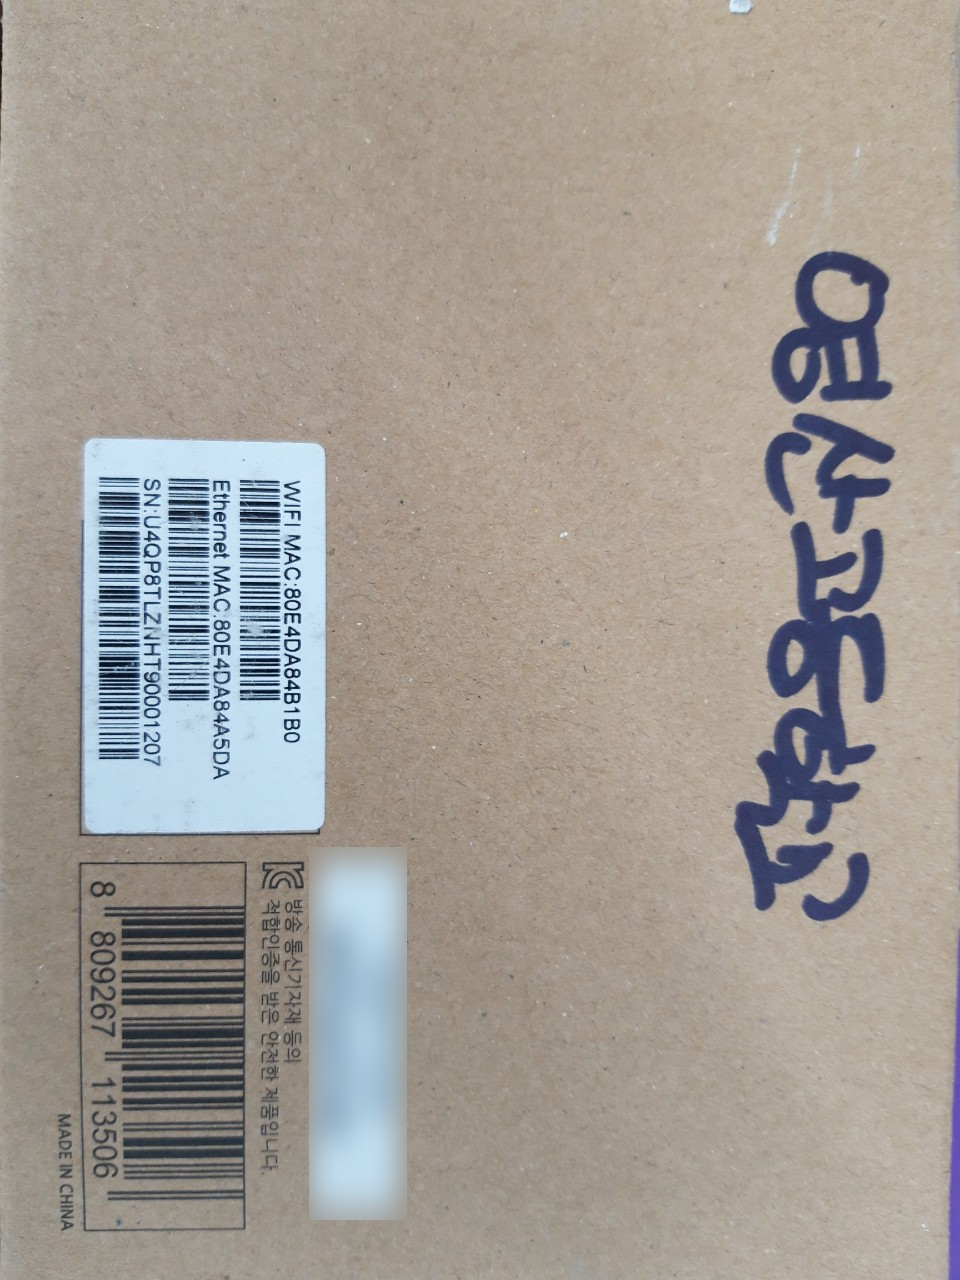 영산고등학교
WIFI MAC:80E4DA84B1B0
Ethernet MAC:80E4DA84A5DA
SN:U4QP8TLZNHT90001207
방송 통신기자재 등의
적합인증을 받은 안전한 제품입니다.
8 809267 113506
MADE IN CHINA